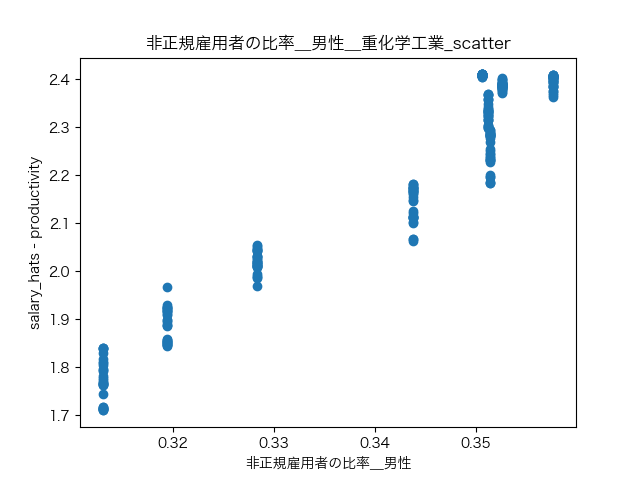 非正規雇用者の比率__男性__重化学工業_scatter
salary_hats - productivity
2.4
2.3
2.2
2.1
2.0
1.9
1.8
1.7
0.32 0.33 0.34 0.35
非正規雇用者の比率__男性